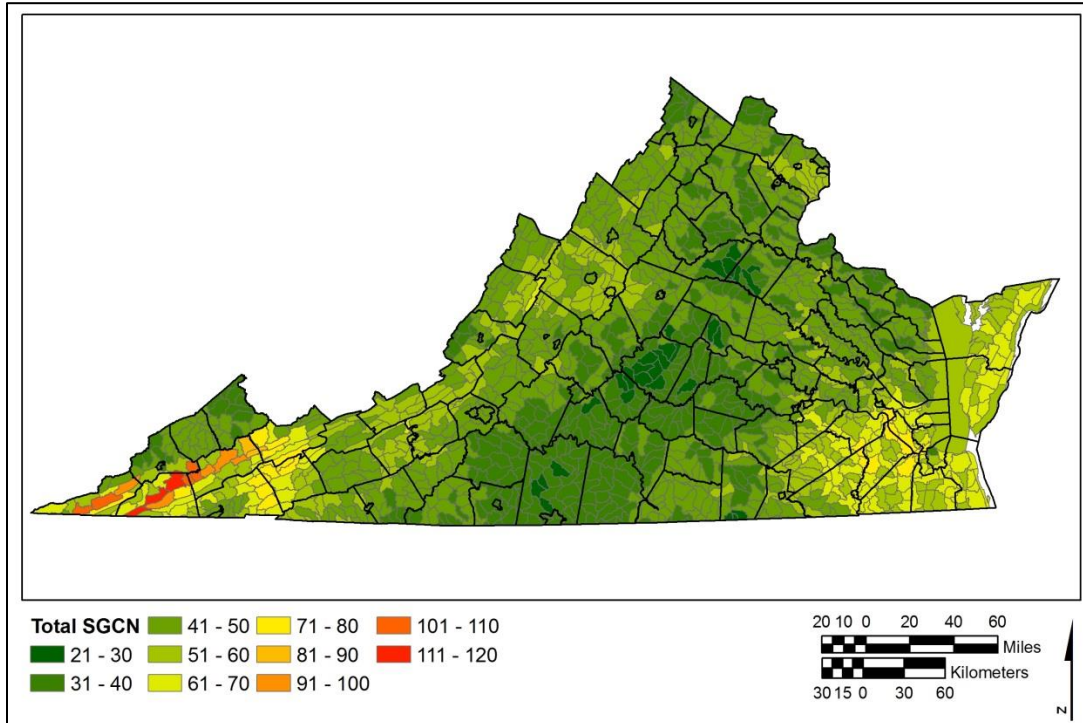 Total SGCN
21 - 30
31 - 40
41 - 50
51 - 60
61 - 70
71 - 80
81 - 90
91 - 100
101 - 110
111 - 120
20 10 0 20 40 60
Miles
Kilometers
30 15 0 30 60
N